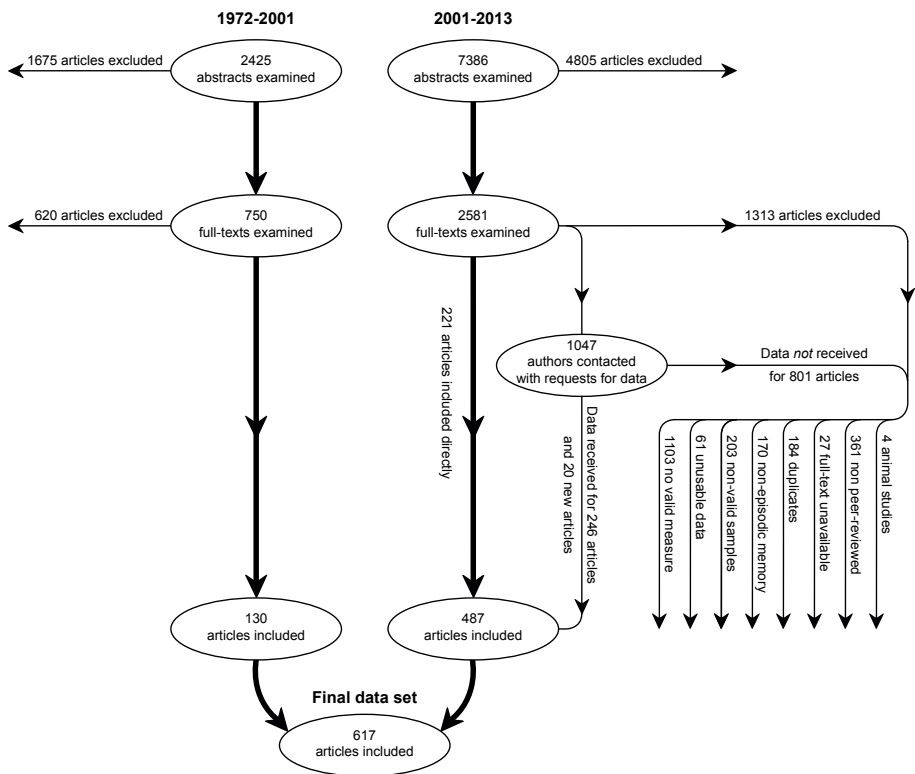 1972-2001
2001-2013
1675 articles excluded
2425
abstracts examined
7386
abstracts examined
4805 articles excluded
620 articles excluded
750
full-texts examined
2581
full-texts examined
1313 articles excluded
221 articles included directly
1047
authors contacted
with requests for data
Data not received
for 801 articles
Data received for 246 articles
and 20 new articles
1103 no valid measure
61 unusable data
203 non-valid samples
170 non-episodic memory
184 duplicates
27 full-text unavailable
361 non peer-reviewed
4 animal studies
130
articles included
487
articles included
Final data set
617
articles included